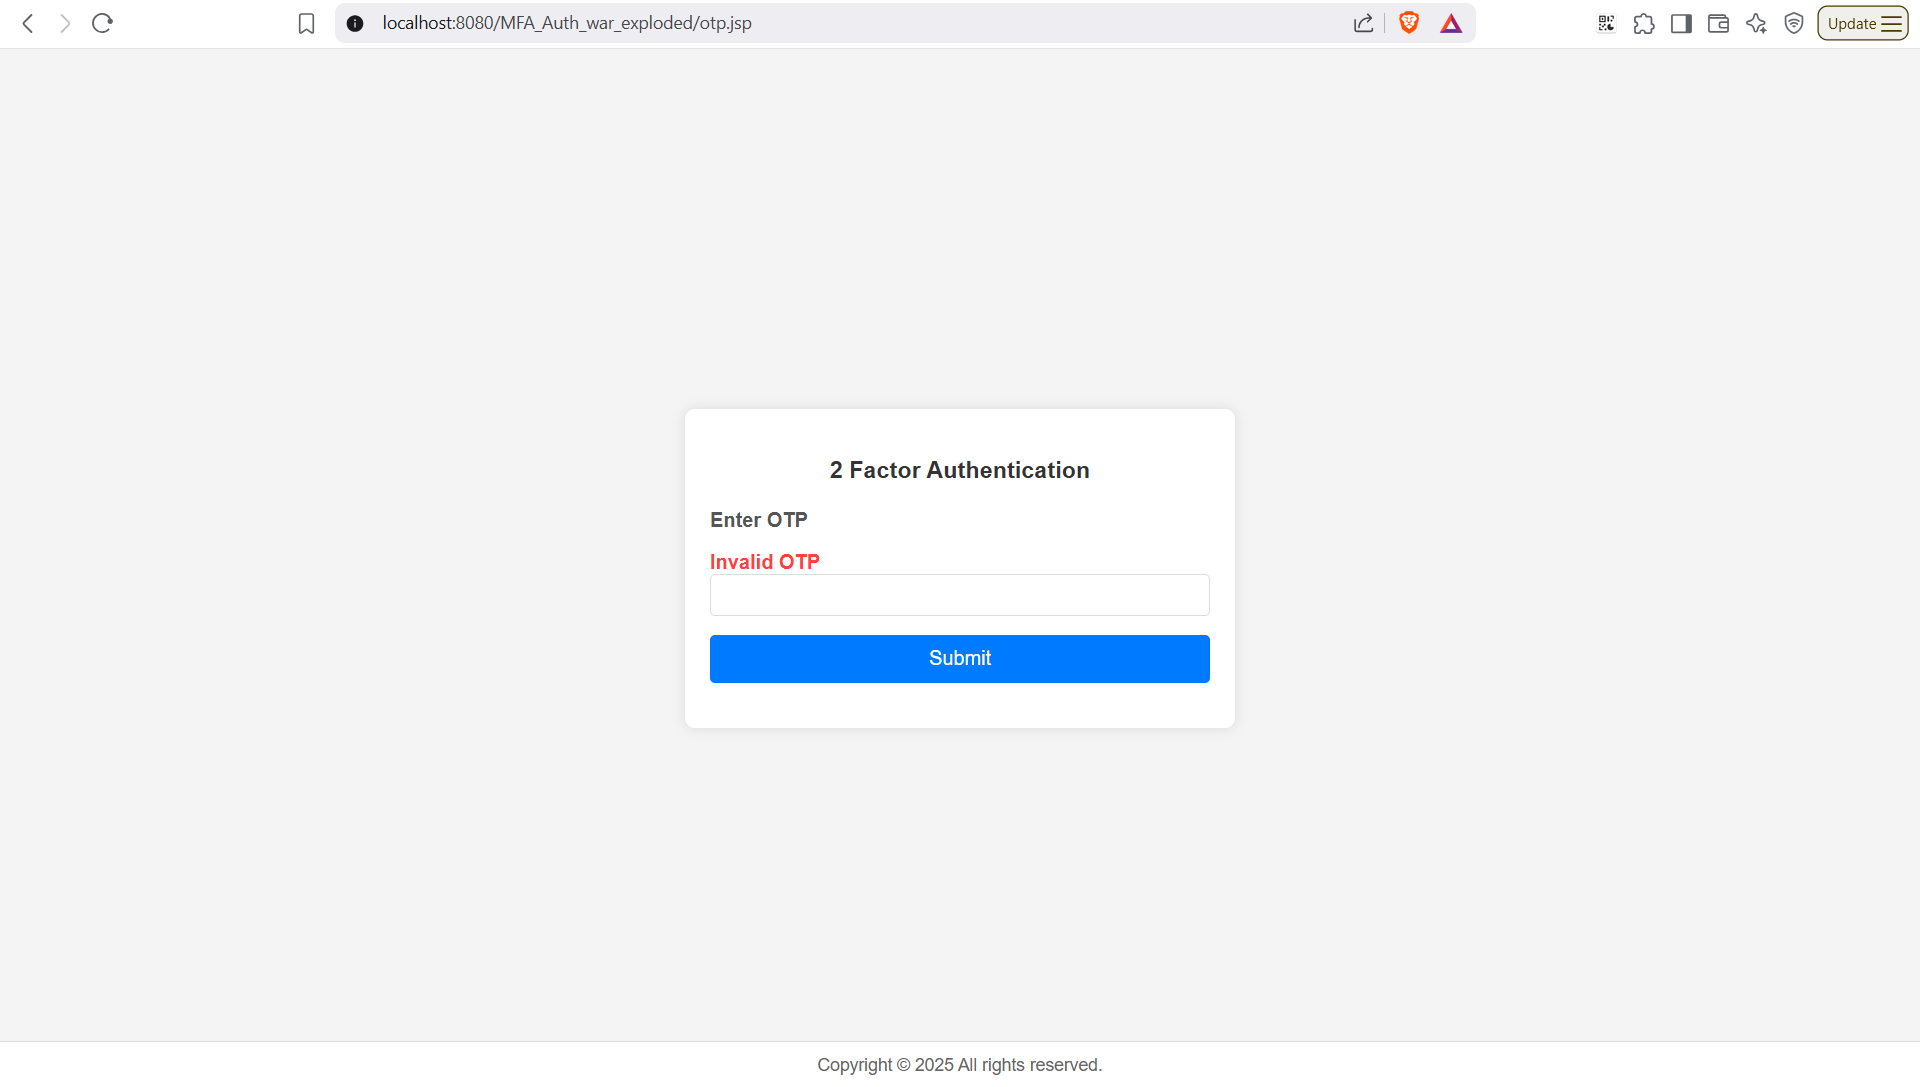 localhost:8080/MFA_Auth_war_exploded/otp.jsp
Update
2 Factor Authentication
Enter OTP
Invalid OTP
Submit
Copyright © 2025 All rights reserved.